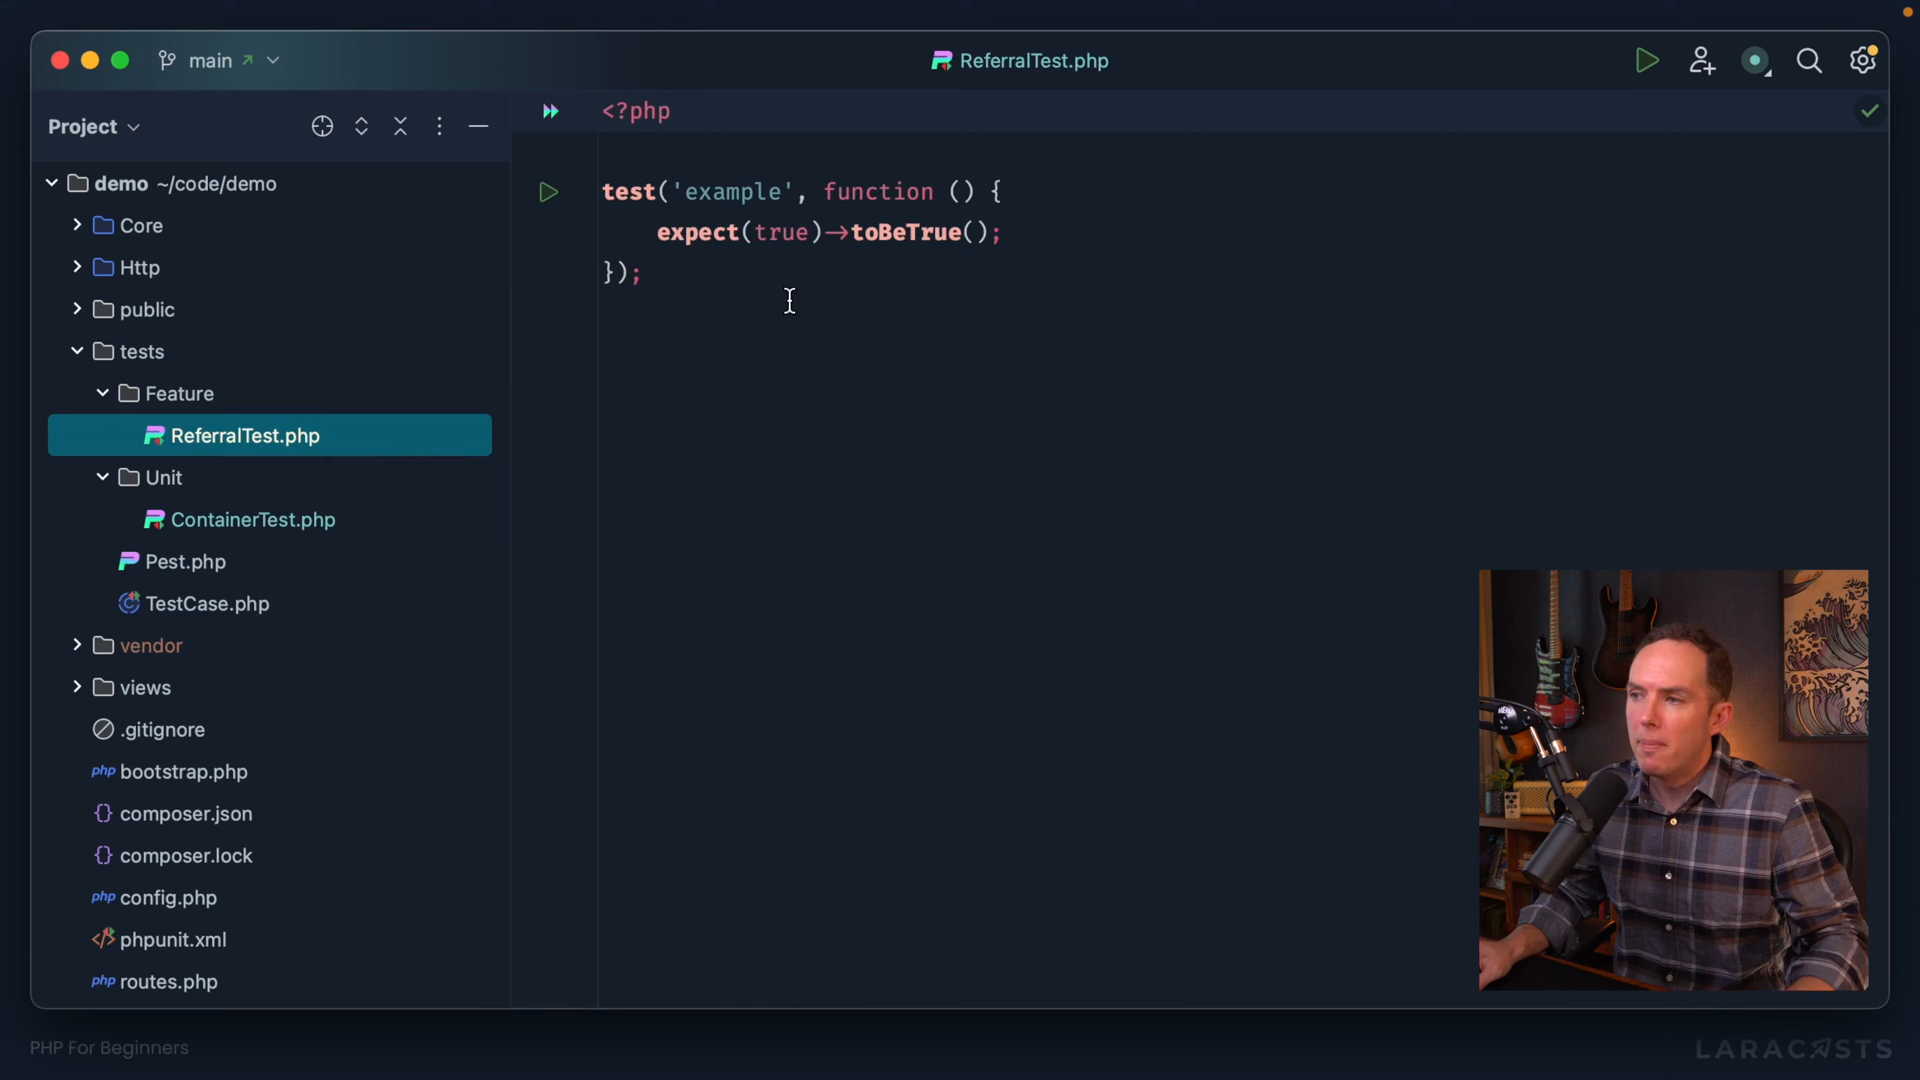 main
ReferralTest.php
Project
demo ~/code/demo
Core
Http
public
tests
Feature
ReferralTest.php
Unit
ContainerTest.php
Pest.php
TestCase.php
vendor
views
.gitignore
php bootstrap.php
{} composer.json
{} composer.lock
php config.php
phpunit.xml
php routes.php
<?php
test('example', function () {
    expect(true)->toBeTrue();
});
PHP For Beginners
LARACASTS